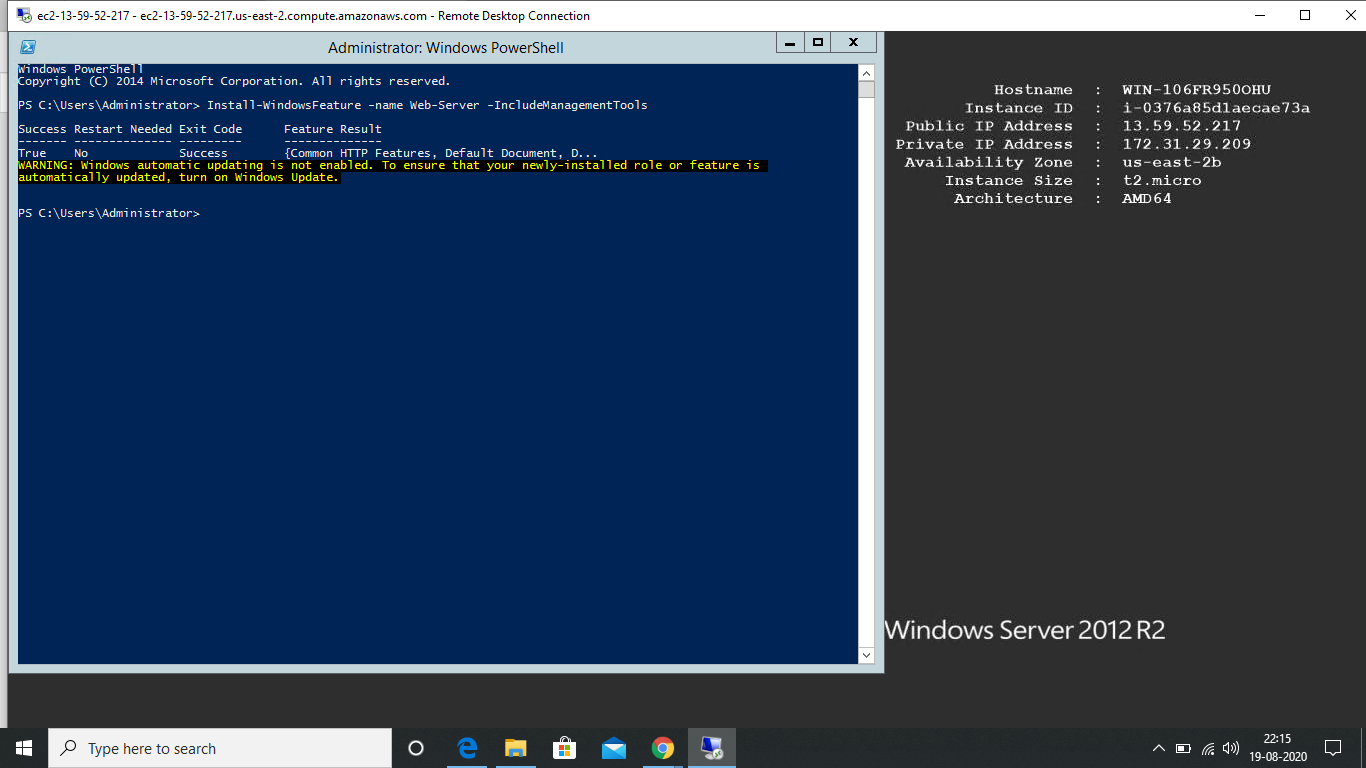 ec2-13-59-52-217 - ec2-13-59-52-217.us-east-2.compute.amazonaws.com - Remote Desktop Connection
Administrator: Windows PowerShell
Windows PowerShell
Copyright (C) 2014 Microsoft Corporation. All rights reserved.
PS C:\Users\Administrator> Install-WindowsFeature -name Web-Server -IncludeManagementTools
Success Restart Needed Exit Code      Feature Result
------- -------------- ---------      --------------
True    No             Success        {Common HTTP Features, Default Document, D...
WARNING: Windows automatic updating is not enabled. To ensure that your newly-installed role or feature is
automatically updated, turn on Windows Update.
PS C:\Users\Administrator>
Hostname : WIN-106FR950OHU
Instance ID : i-0376a85d1aecae73a
Public IP Address : 13.59.52.217
Private IP Address : 172.31.29.209
Availability Zone : us-east-2b
Instance Size : t2.micro
Architecture : AMD64
Windows Server 2012 R2
Type here to search
22:15
19-08-2020